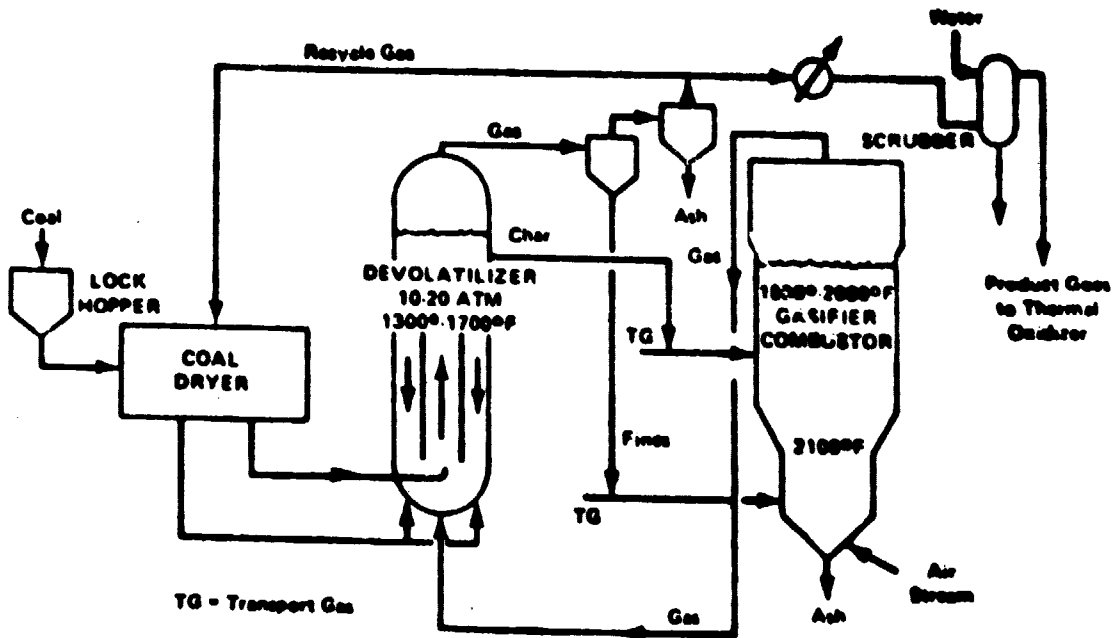 Water
Recycle Gas
SCRUBBER
Gas
Ash
Coal
LOCK
HOPPER
Char
Gas
DEVOLATILIZER
10-20 ATM
1300°-1700°F
Product Gas
to Thermal
Oxidizer
GASIFIER
COMBUSTOR
TG
COAL
DRYER
Fines
2100°F
TG
Air
Stream
TG = Transport Gas
Gas
Ash